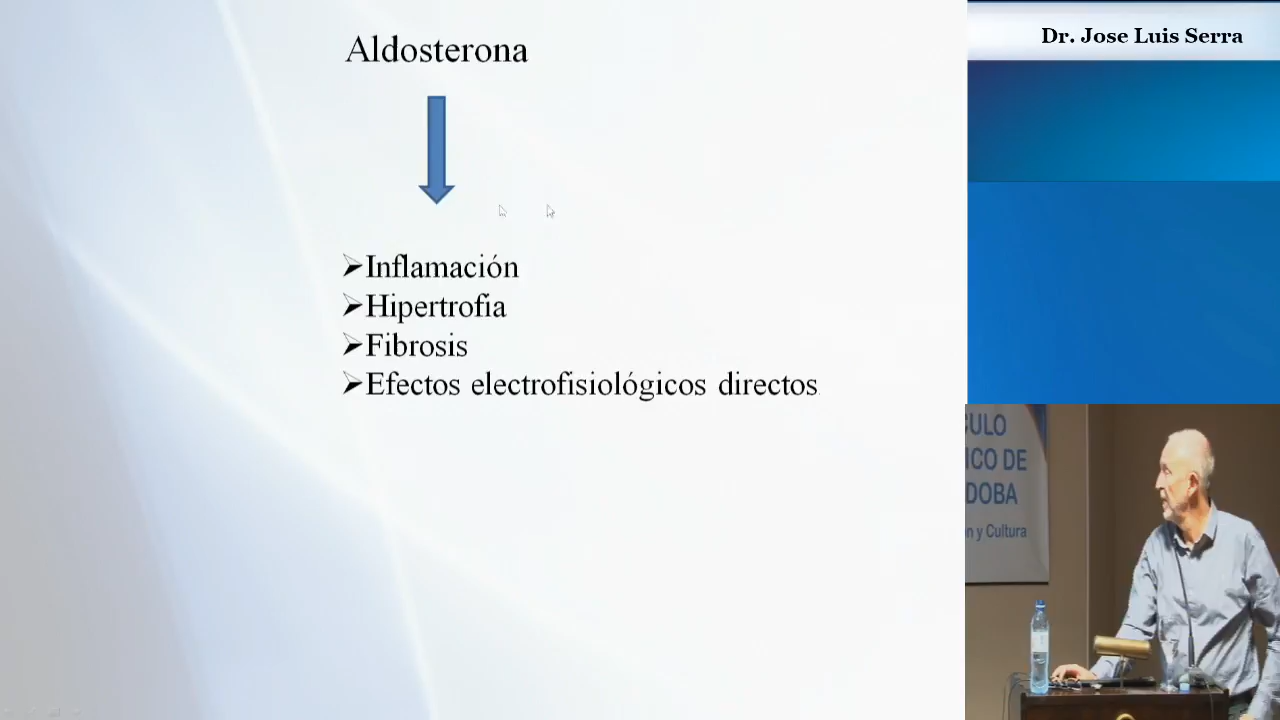 Aldosterona
Inflamación
Hipertrofia
Fibrosis
Efectos electrofisiológicos directos
Dr. Jose Luis Serra
CULO
ICO DE
DOBA
n y Cultura